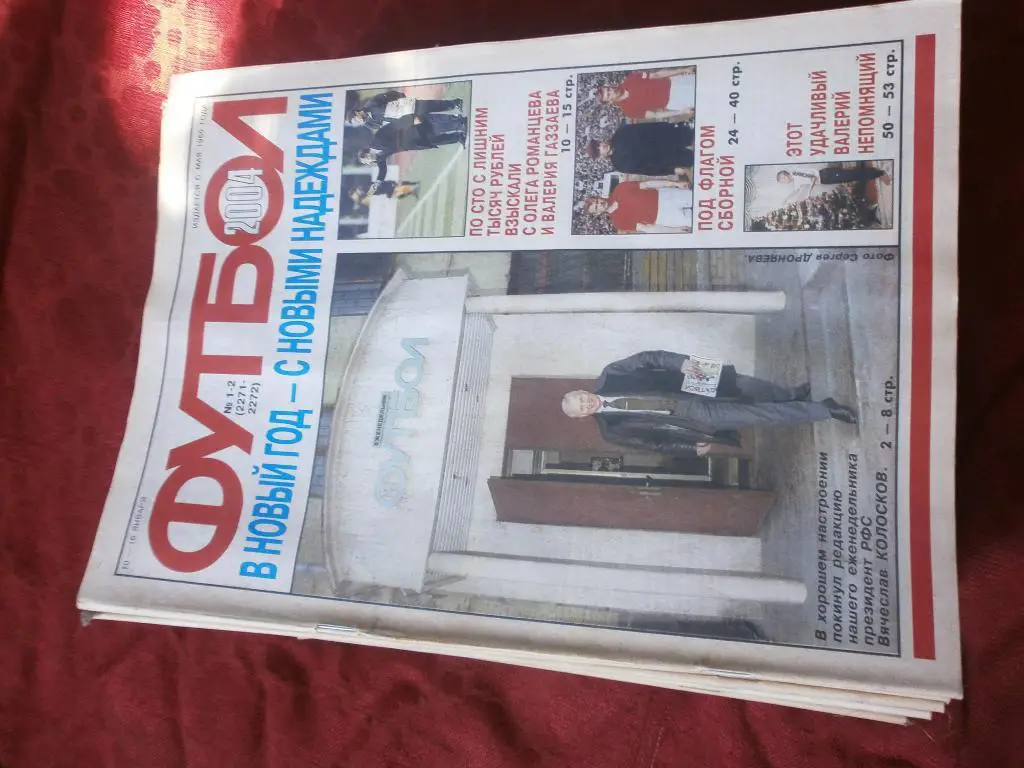 10 — 16 ЯНВАРЯ
ИЗДАЕТСЯ С МАЯ 1960 ГОДА
ФУТБОЛ
2004
№ 1-2
(2271-
2272)
В НОВЫЙ ГОД – С НОВЫМИ НАДЕЖДАМИ
ЕЖЕНЕДЕЛЬНИК
ФУТБОЛ
В хорошем настроении
покинул редакцию
нашего еженедельника
президент РФС
Вячеслав КОЛОСКОВ.
2 — 8 стр.
Фото Сергея ДРОНЯЕВА.
ПО СТО С ЛИШНИМ
ТЫСЯЧ РУБЛЕЙ
ВЗЫСКАЛИ
С ОЛЕГА РОМАНЦЕВА
И ВАЛЕРИЯ ГАЗЗАЕВА
10 — 15 стр.
ПОД ФЛАГОМ
СБОРНОЙ
24 — 40 стр.
ЭТОТ
УДАЧЛИВЫЙ
ВАЛЕРИЙ
НЕПОМНЯЩИЙ
50 — 53 стр.